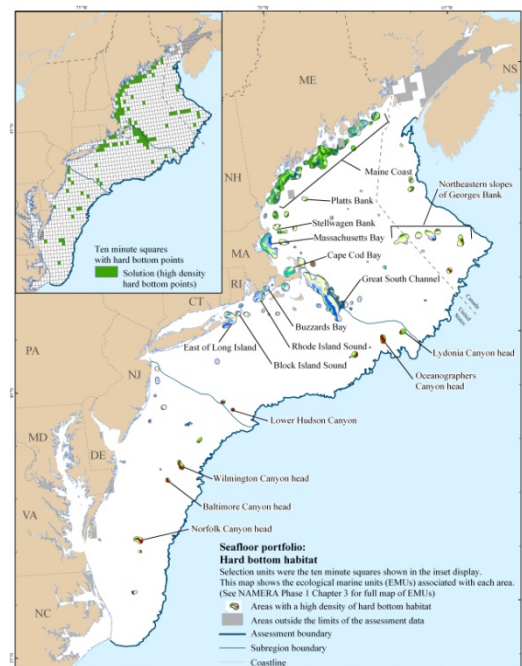 ME
NS
Maine Coast
Northeastern slopes
of Georges Bank
NH
Platts Bank
Stellwagen Bank
Massachusetts Bay
MA
Cape Cod Bay
Ten minute squares
with hard bottom points
Solution (high density
hard bottom points)
RI
Great South Channel
CT
Buzzards Bay
Rhode Island Sound
East of Long Island
Block Island Sound
Canada
United States
PA
Lydonia Canyon head
Oceanographers
Canyon head
NJ
Lower Hudson Canyon
MD
DE
Wilmington Canyon head
Baltimore Canyon head
VA
Norfolk Canyon head
Seafloor portfolio:
Hard bottom habitat
Selection units were the ten minute squares shown in the inset display.
This map shows the ecological marine units (EMUs) associated with each area.
(See NAMERA Phase 1 Chapter 3 for full map of EMUs)
NC
Areas with a high density of hard bottom habitat
Areas outside the limits of the assessment data
Assessment boundary
Subregion boundary
Coastline